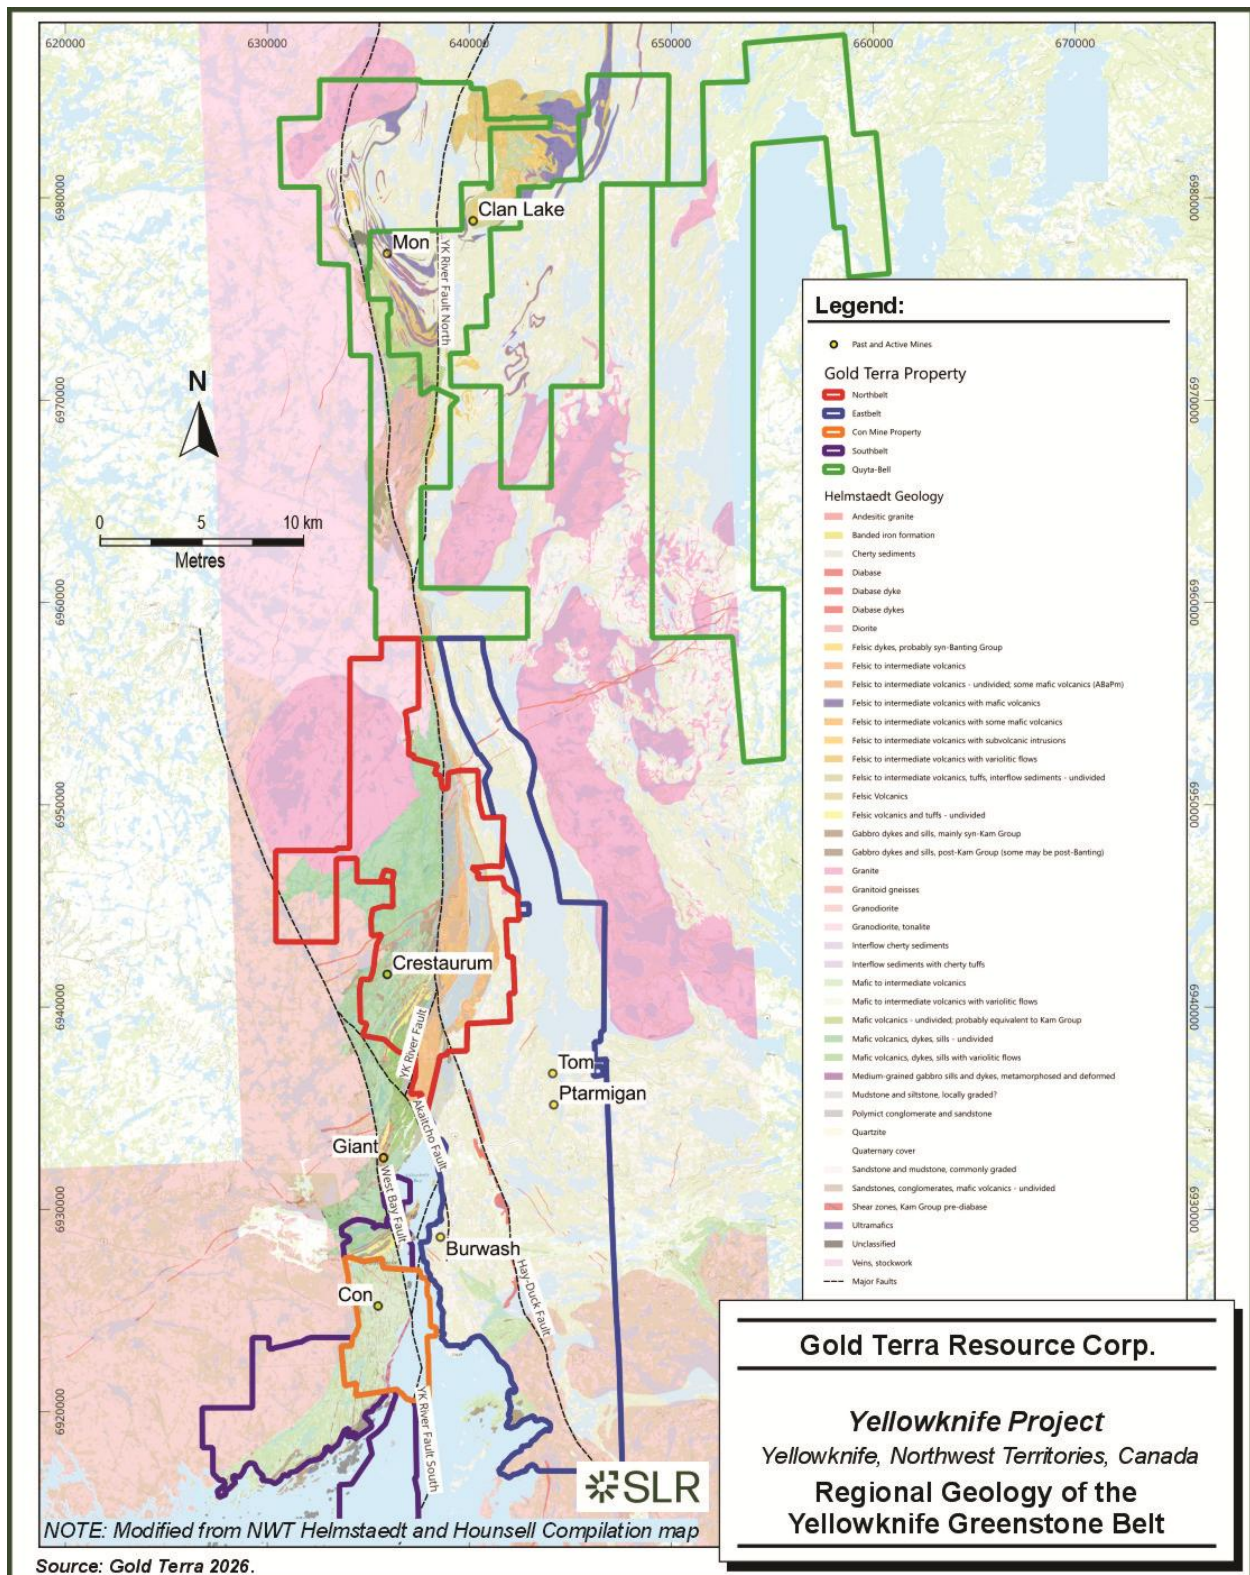 620000
630000
640000
650000
660000
670000
6980000
6980000
Clan Lake
Mon
YK River Fault North
Legend:
Past and Active Mines
Gold Terra Property
Northbelt
Eastbelt
Con Mine Property
Southbelt
Quyta-Bell
N
6970000
6970000
0 5 10 km
Metres
Helmstaedt Geology
Andesitic granite
Banded iron formation
Cherty sediments
Diabase
Diabase dyke
Diabase dykes
Diorite
Felsic dykes, probably syn-Banting Group
Felsic to intermediate volcanics
Felsic to intermediate volcanics - undivided; some mafic volcanics (ABaPm)
Felsic to intermediate volcanics with mafic volcanics
Felsic to intermediate volcanics with some mafic volcanics
Felsic to intermediate volcanics with subvolcanic intrusions
Felsic to intermediate volcanics with variolitic flows
Felsic to intermediate volcanics, tuffs, interflow sediments - undivided
Felsic Volcanics
Felsic volcanics and tuffs - undivided
Gabbro dykes and sills, mainly syn-Kam Group
Gabbro dykes and sills, post-Kam Group (some may be post-Banting)
Granite
Granitoid gneisses
Granodiorite
Granodiorite, tonalite
Interflow cherty sediments
Interflow sediments with cherty tuffs
Mafic to intermediate volcanics
Mafic to intermediate volcanics with variolitic flows
Mafic volcanics - undivided; probably equivalent to Kam Group
Mafic volcanics, dykes, sills - undivided
Mafic volcanics, dykes, sills with variolitic flows
Medium-grained gabbro sills and dykes, metamorphosed and deformed
Mudstone and siltstone, locally graded?
Polymict conglomerate and sandstone
Quartzite
Quaternary cover
Sandstone and mudstone, commonly graded
Sandstones, conglomerates, mafic volcanics - undivided
Shear zones, Kam Group pre-diabase
Ultramafics
Unclassified
Veins, stockwork
Major Faults
6960000
6960000
6950000
6950000
Crestaurum
6940000
6940000
YK River Fault
Tom
Ptarmigan
Akaitcho Fault
Giant
West Bay Fault
6930000
6930000
Burwash
Hay-Duck Fault
Con
6920000
6920000
YK River Fault South
SLR
NOTE: Modified from NWT Helmstaedt and Hounsell Compilation map
Gold Terra Resource Corp.
Yellowknife Project
Yellowknife, Northwest Territories, Canada
Regional Geology of the
Yellowknife Greenstone Belt
Source: Gold Terra 2026.